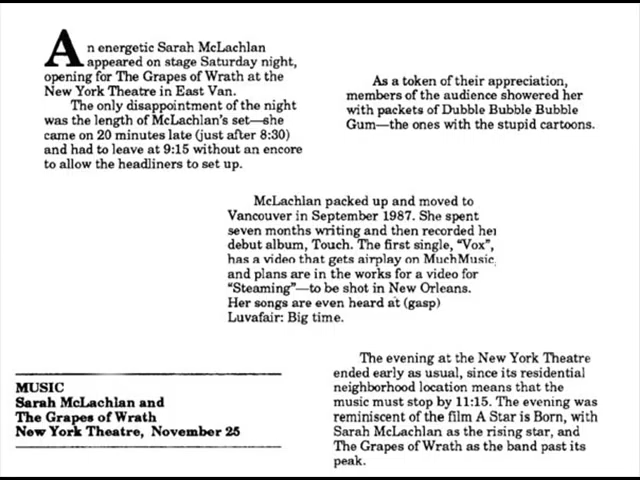 An energetic Sarah McLachlan
appeared on stage Saturday night,
opening for The Grapes of Wrath at the
New York Theatre in East Van.
The only disappointment of the night
was the length of McLachlan's set—she
came on 20 minutes late (just after 8:30)
and had to leave at 9:15 without an encore
to allow the headliners to set up.
As a token of their appreciation,
members of the audience showered her
with packets of Dubble Bubble Bubble
Gum—the ones with the stupid cartoons.
McLachlan packed up and moved to
Vancouver in September 1987. She spent
seven months writing and then recorded her
debut album, Touch. The first single, “Vox”,
has a video that gets airplay on MuchMusic,
and plans are in the works for a video for
“Steaming”—to be shot in New Orleans.
Her songs are even heard at (gasp)
Luvafair: Big time.
MUSIC
Sarah McLachlan and
The Grapes of Wrath
New York Theatre, November 25
The evening at the New York Theatre
ended early as usual, since its residential
neighborhood location means that the
music must stop by 11:15. The evening was
reminiscent of the film A Star is Born, with
Sarah McLachlan as the rising star, and
The Grapes of Wrath as the band past its
peak.